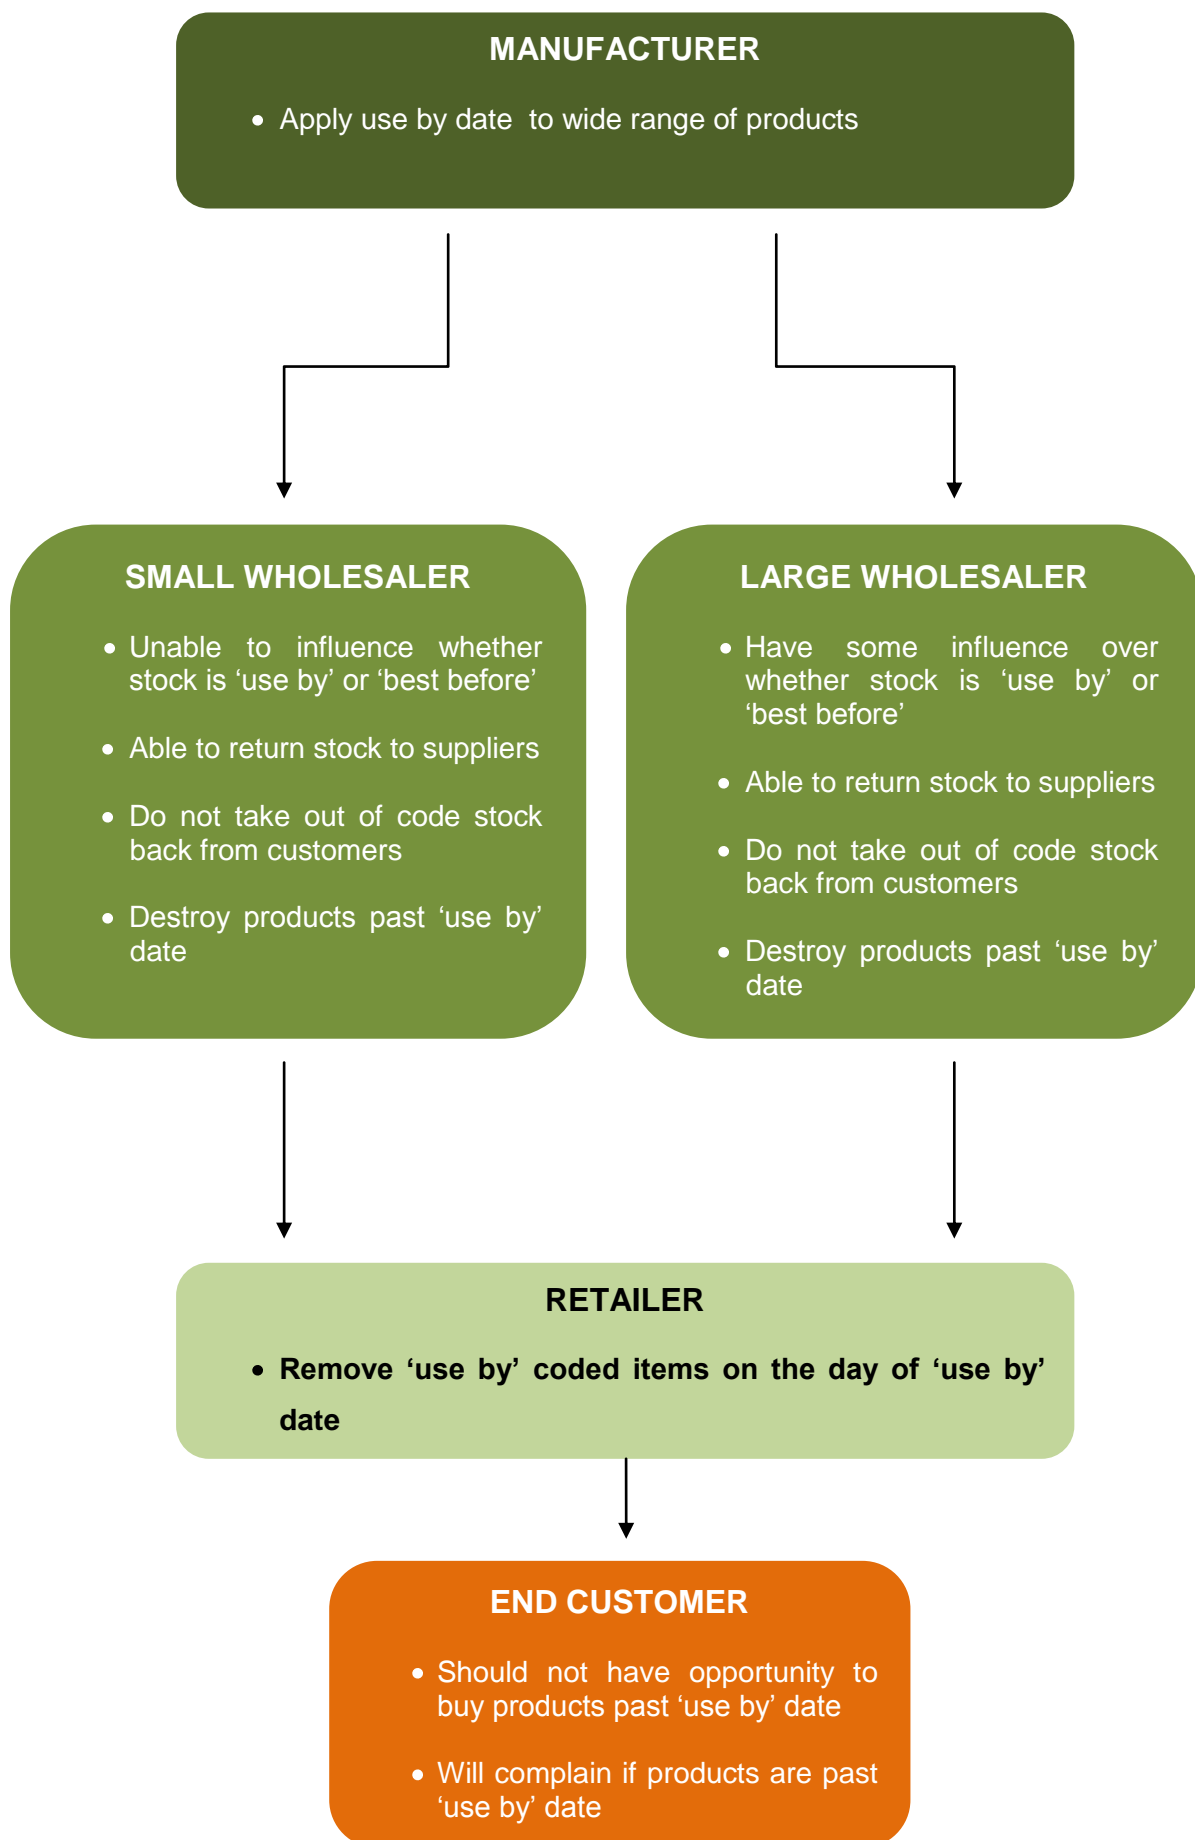 MANUFACTURER
• Apply use by date  to wide range of products
SMALL WHOLESALER
• Unable to influence whether
stock is ‘use by’ or ‘best before’
• Able to return stock to suppliers
• Do not take out of code stock
back from customers
• Destroy products past ‘use by’
date
LARGE WHOLESALER
• Have some influence over
whether stock is ‘use by’ or
‘best before’
• Able to return stock to suppliers
• Do not take out of code stock
back from customers
• Destroy products past ‘use by’
date
RETAILER
• Remove ‘use by’ coded items on the day of ‘use by’
date
END CUSTOMER
• Should not have opportunity to
buy products past ‘use by’ date
• Will complain if products are past
‘use by’ date